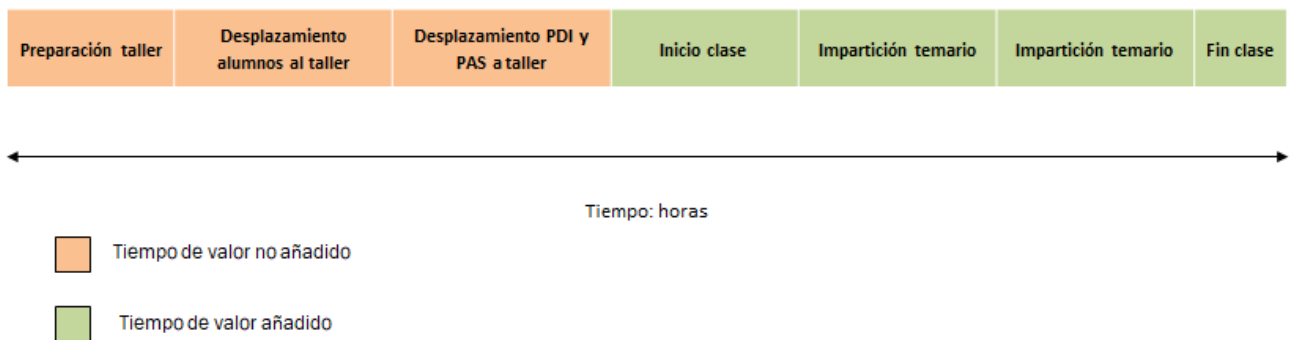 Preparación taller
Desplazamiento
alumnos al taller
Desplazamiento PDI y
PAS a taller
Inicio clase
Impartición temario
Impartición temario
Fin clase
Tiempo: horas
Tiempo de valor no añadido
Tiempo de valor añadido